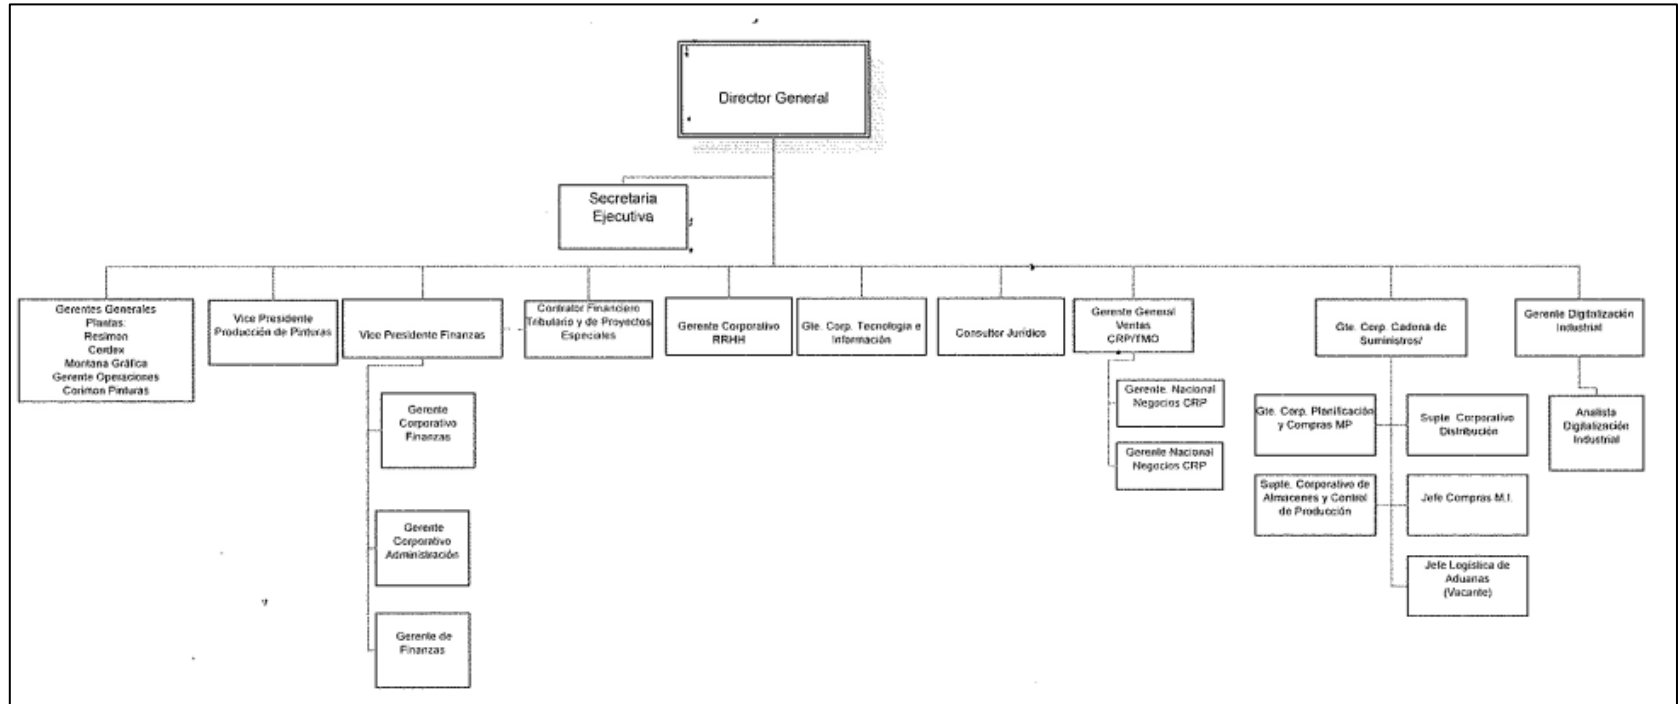 Director General
Secretaria
Ejecutiva
Gerentes Generales
Plantas:
Resimon
Cerdex
Montana Gráfica
Gerente Operaciones
Corimon Pinturas
Vice Presidente
Producción de Pinturas
Vice Presidente Finanzas
Contralor Financiero
Tributario y de Proyectos
Especiales
Gerente Corporativo
RRHH
Gte. Corp. Tecnología e
Información
Consultor Jurídico
Gerente General
Ventas
CRP/TMO
Gte. Corp. Cadena de
Suministros/
Gerente Digitalización
Industrial
Gerente
Corporativo
Finanzas
Gerente
Corporativo
Administración
Gerente de
Finanzas
Gerente. Nacional
Negocios CRP
Gerente Nacional
Negocios CRP
Gte. Corp. Planificación
y Compras MP
Supte. Corporativo
Distribución
Supte. Corporativo de
Almacenes y Control
de Producción
Jefe Compras M.I.
Jefe Logística de
Aduanas
(Vacante)
Analista
Digitalización
Industrial